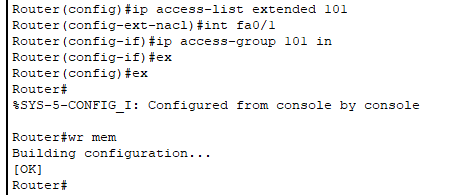 Router(config)#ip access-list extended 101
Router(config-ext-nacl)#int fa0/1
Router(config-if)#ip access-group 101 in
Router(config-if)#ex
Router(config)#ex
Router#
%SYS-5-CONFIG_I: Configured from console by console
Router#wr mem
Building configuration...
[OK]
Router#